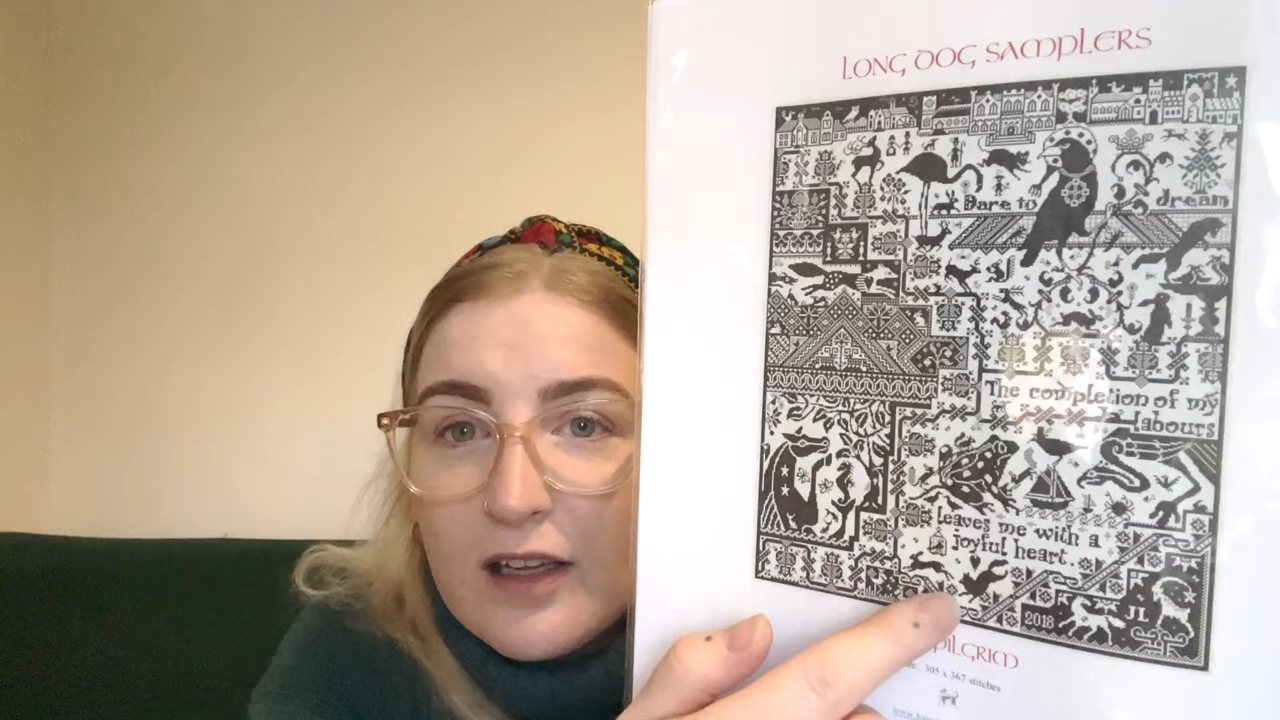 LONG DOG SAMPLERS
Dare to dream
The completion of my
labours
leaves me with a
joyful heart.
2018 JL
PILGRIM
305 x 367 stitches